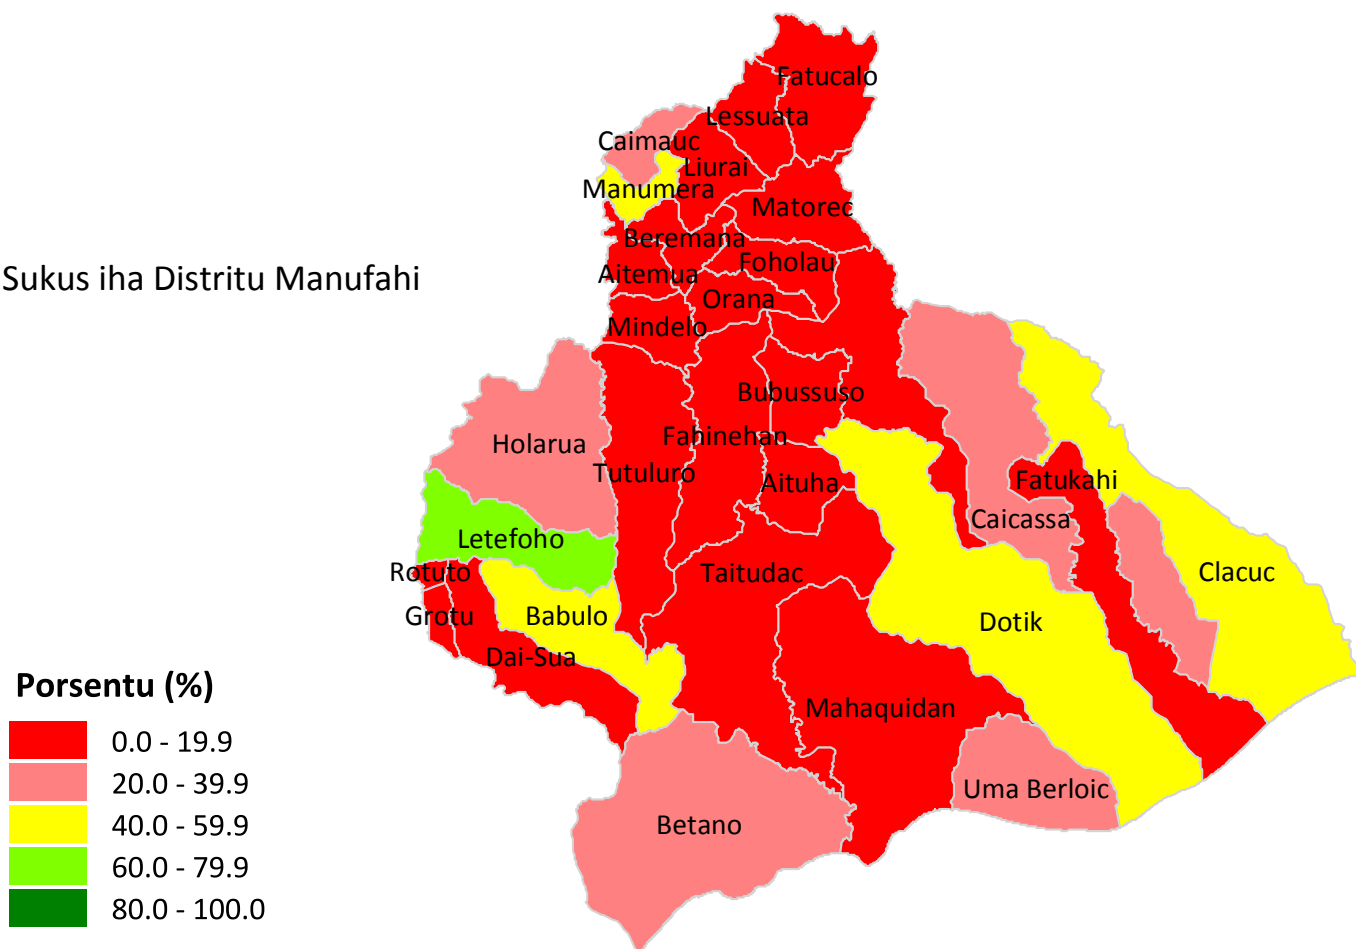 Fatucalo
Lessuata
Caimauc
Liurai
Manumera
Matorec
Beremana
Foholau
Aitemua
Sukus iha Distritu Manufahi
Orana
Mindelo
Bubussuso
Fahinehan
Holarua
Tutuluro
Aituha
Fatukahi
Caicassa
Letefoho
Rotuto
Taitudac
Clacuc
Grotu
Babulo
Dotik
Dai-Sua
Porsentu (%)
Mahaquidan
0.0 - 19.9
20.0 - 39.9
Uma Berloic
40.0 - 59.9
Betano
60.0 - 79.9
80.0 - 100.0